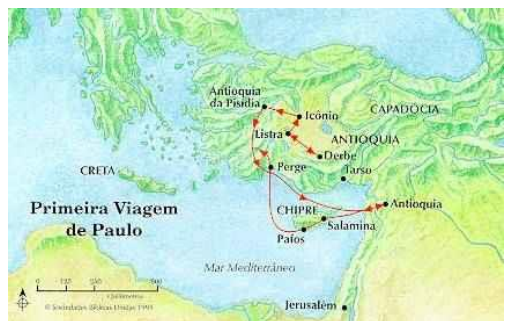 Antioquia
da Pisídia
Icônio
CAPADÓCIA
Listra
ANTIOQUIA
Derbe
Tarso
Perge
CRETA
Antioquia
CHIPRE
Salamina
Pafos
Primeira Viagem
de Paulo
Mar Mediterrâneo
Jerusalém
0